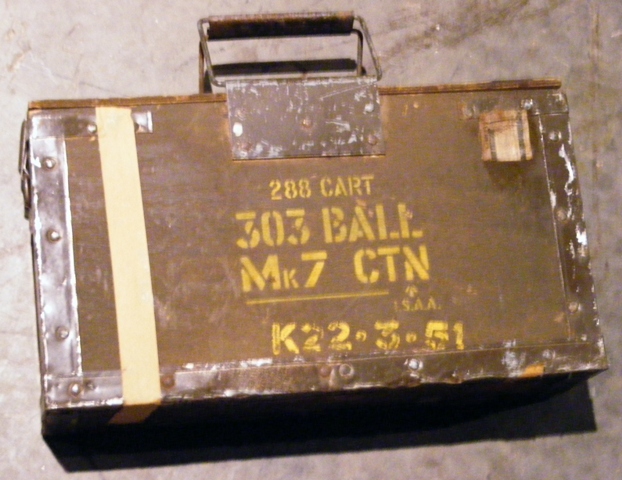 288 CART
303 BALL
Mk7 CTN
S.A.A.
K22·3·51